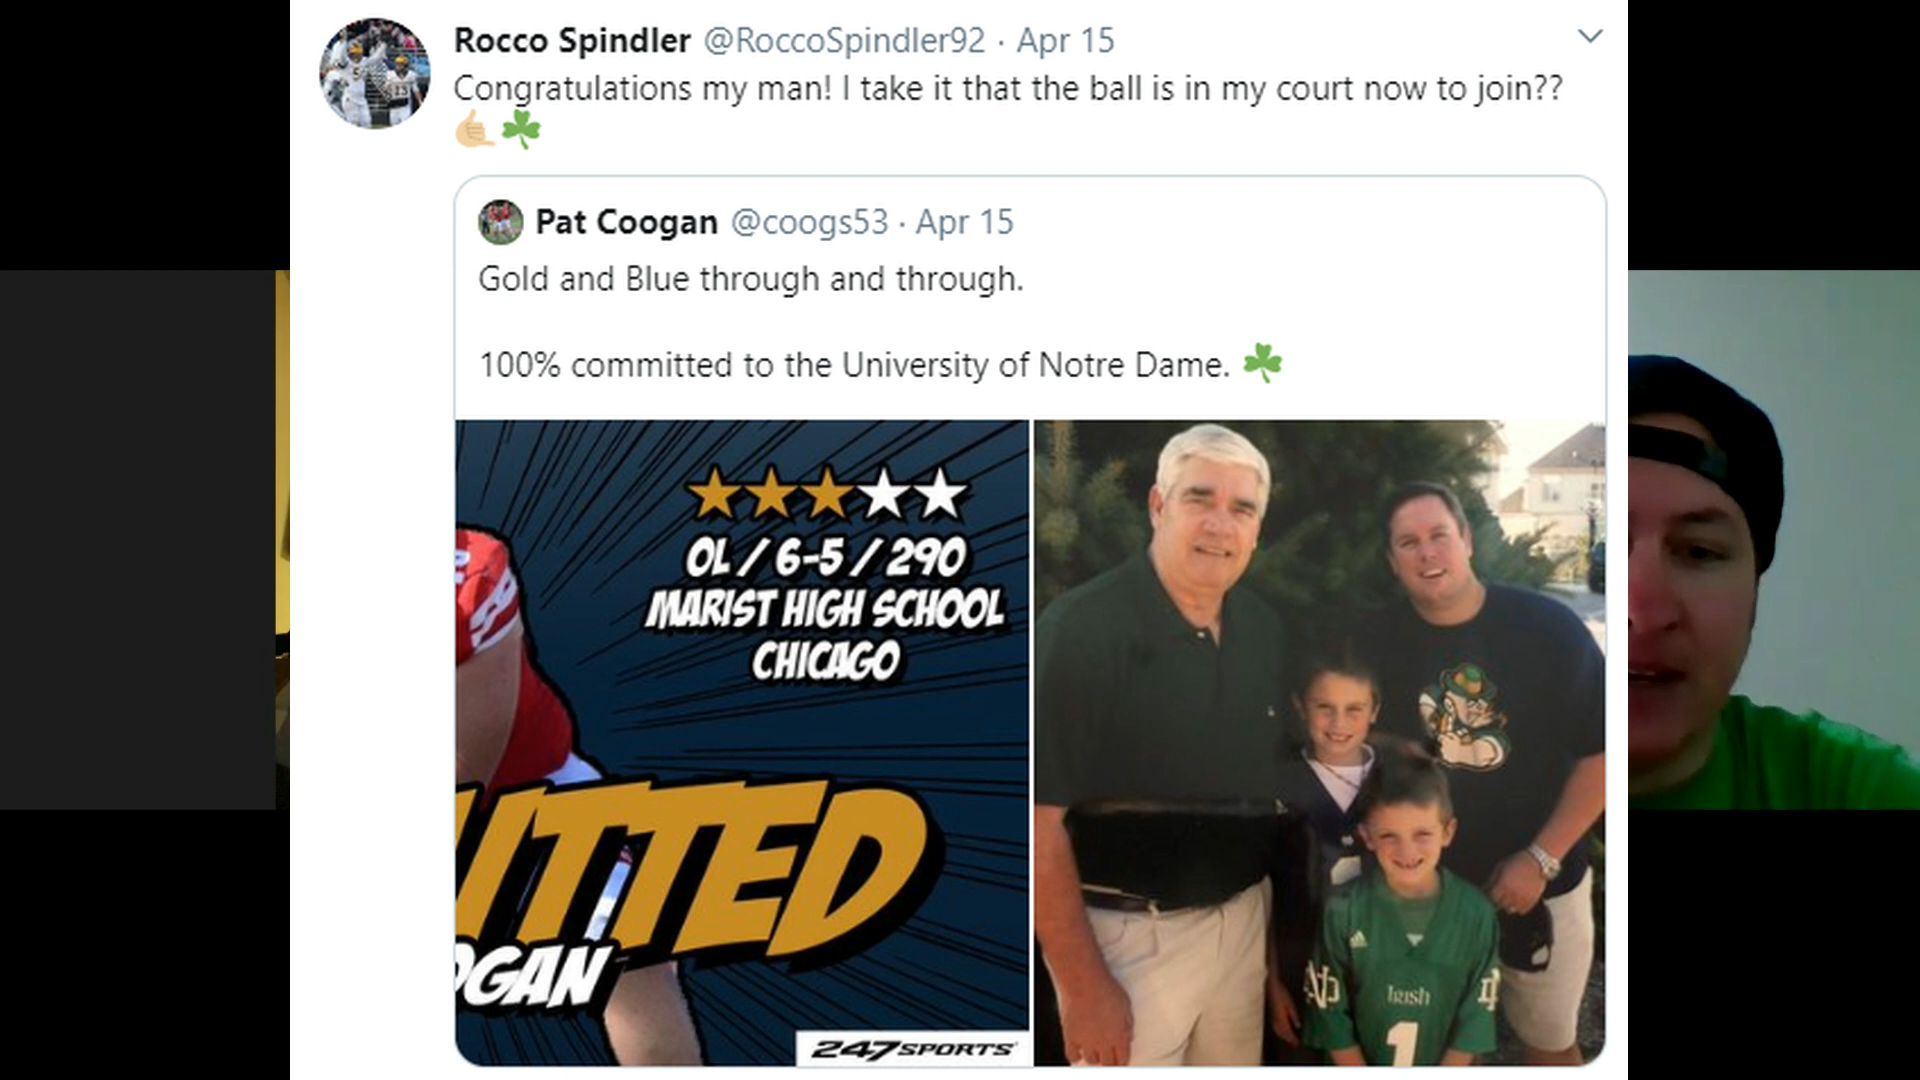 Rocco Spindler @RoccoSpindler92 · Apr 15
Congratulations my man! I take it that the ball is in my court now to join??
🤙🏼☘
Pat Coogan @coogs53 · Apr 15
Gold and Blue through and through.
100% committed to the University of Notre Dame. ☘
OL / 6-5 / 290
MARIST HIGH SCHOOL
CHICAGO
ITTED
OGAN
247SPORTS
Irish
1